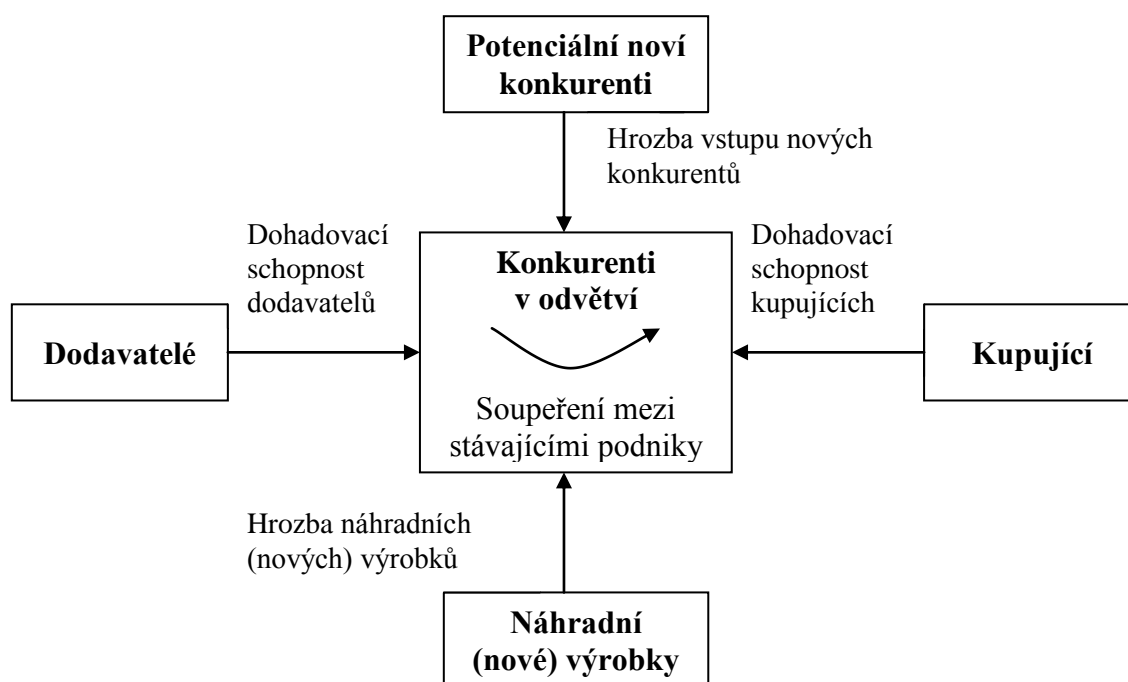 Potenciální noví
konkurenti
Hrozba vstupu nových
konkurentů
Dohadovací
schopnost
dodavatelů
Konkurenti
v odvětví
Dohadovací
schopnost
kupujících
Dodavatelé
Kupující
Soupeření mezi
stávajícími podniky
Hrozba náhradních
(nových) výrobků
Náhradní
(nové) výrobky